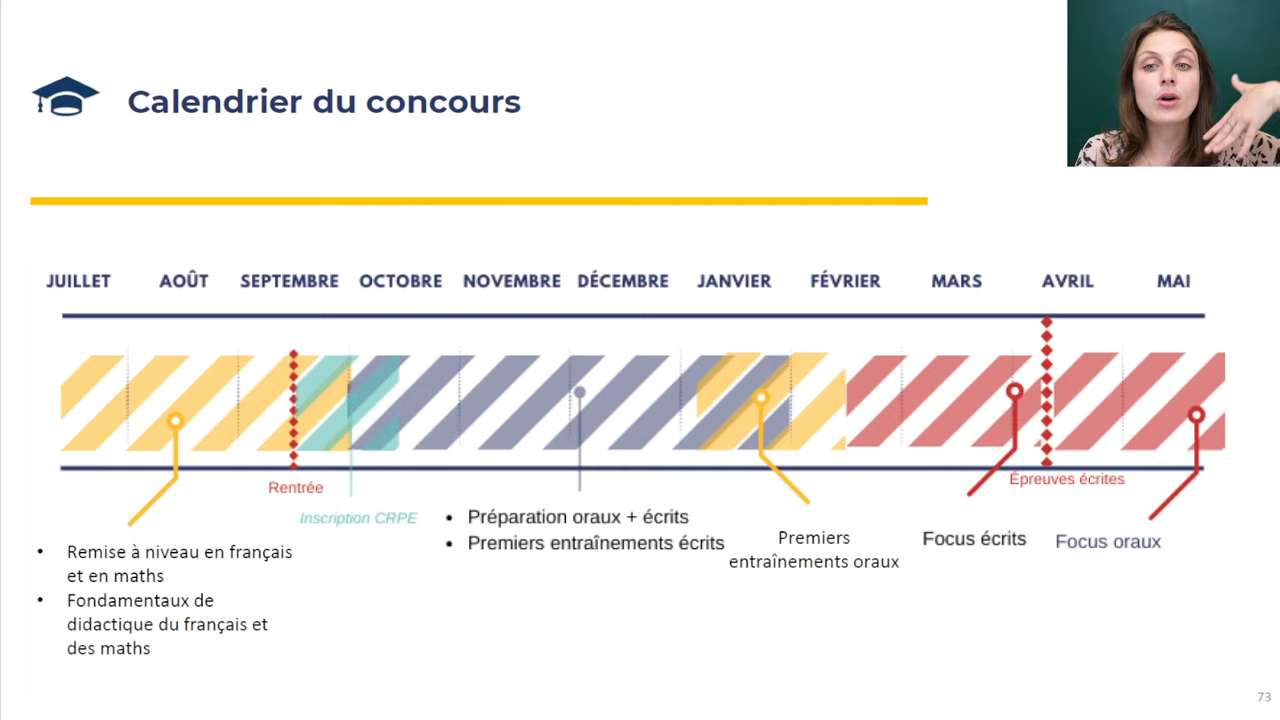 Calendrier du concours
JUILLET AOÛT SEPTEMBRE OCTOBRE NOVEMBRE DÉCEMBRE JANVIER FÉVRIER MARS AVRIL MAI
Rentrée
Inscription CRPE
• Remise à niveau en français
et en maths
• Fondamentaux de
didactique du français et
des maths
• Préparation oraux + écrits
• Premiers entraînements écrits
Premiers
entraînements oraux
Focus écrits
Épreuves écrites
Focus oraux
73